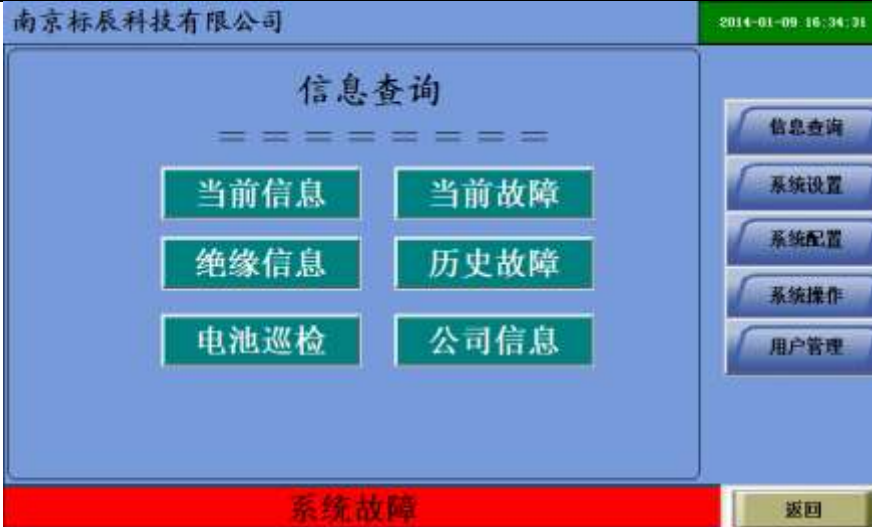 南京标辰科技有限公司
2014-01-09 16:34:31
信息查询
========
当前信息 当前故障
绝缘信息 历史故障
电池巡检 公司信息
信息查询
系统设置
系统配置
系统操作
用户管理
系统故障
返回